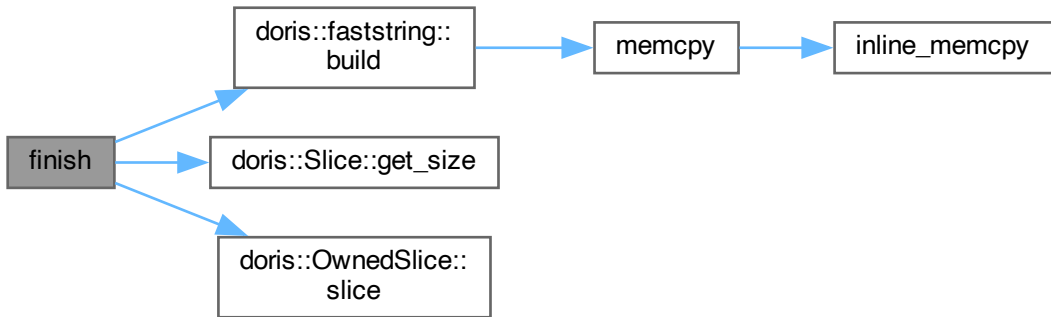 finish
doris::faststring::
build
memcpy
inline_memcpy
doris::Slice::get_size
doris::OwnedSlice::
slice